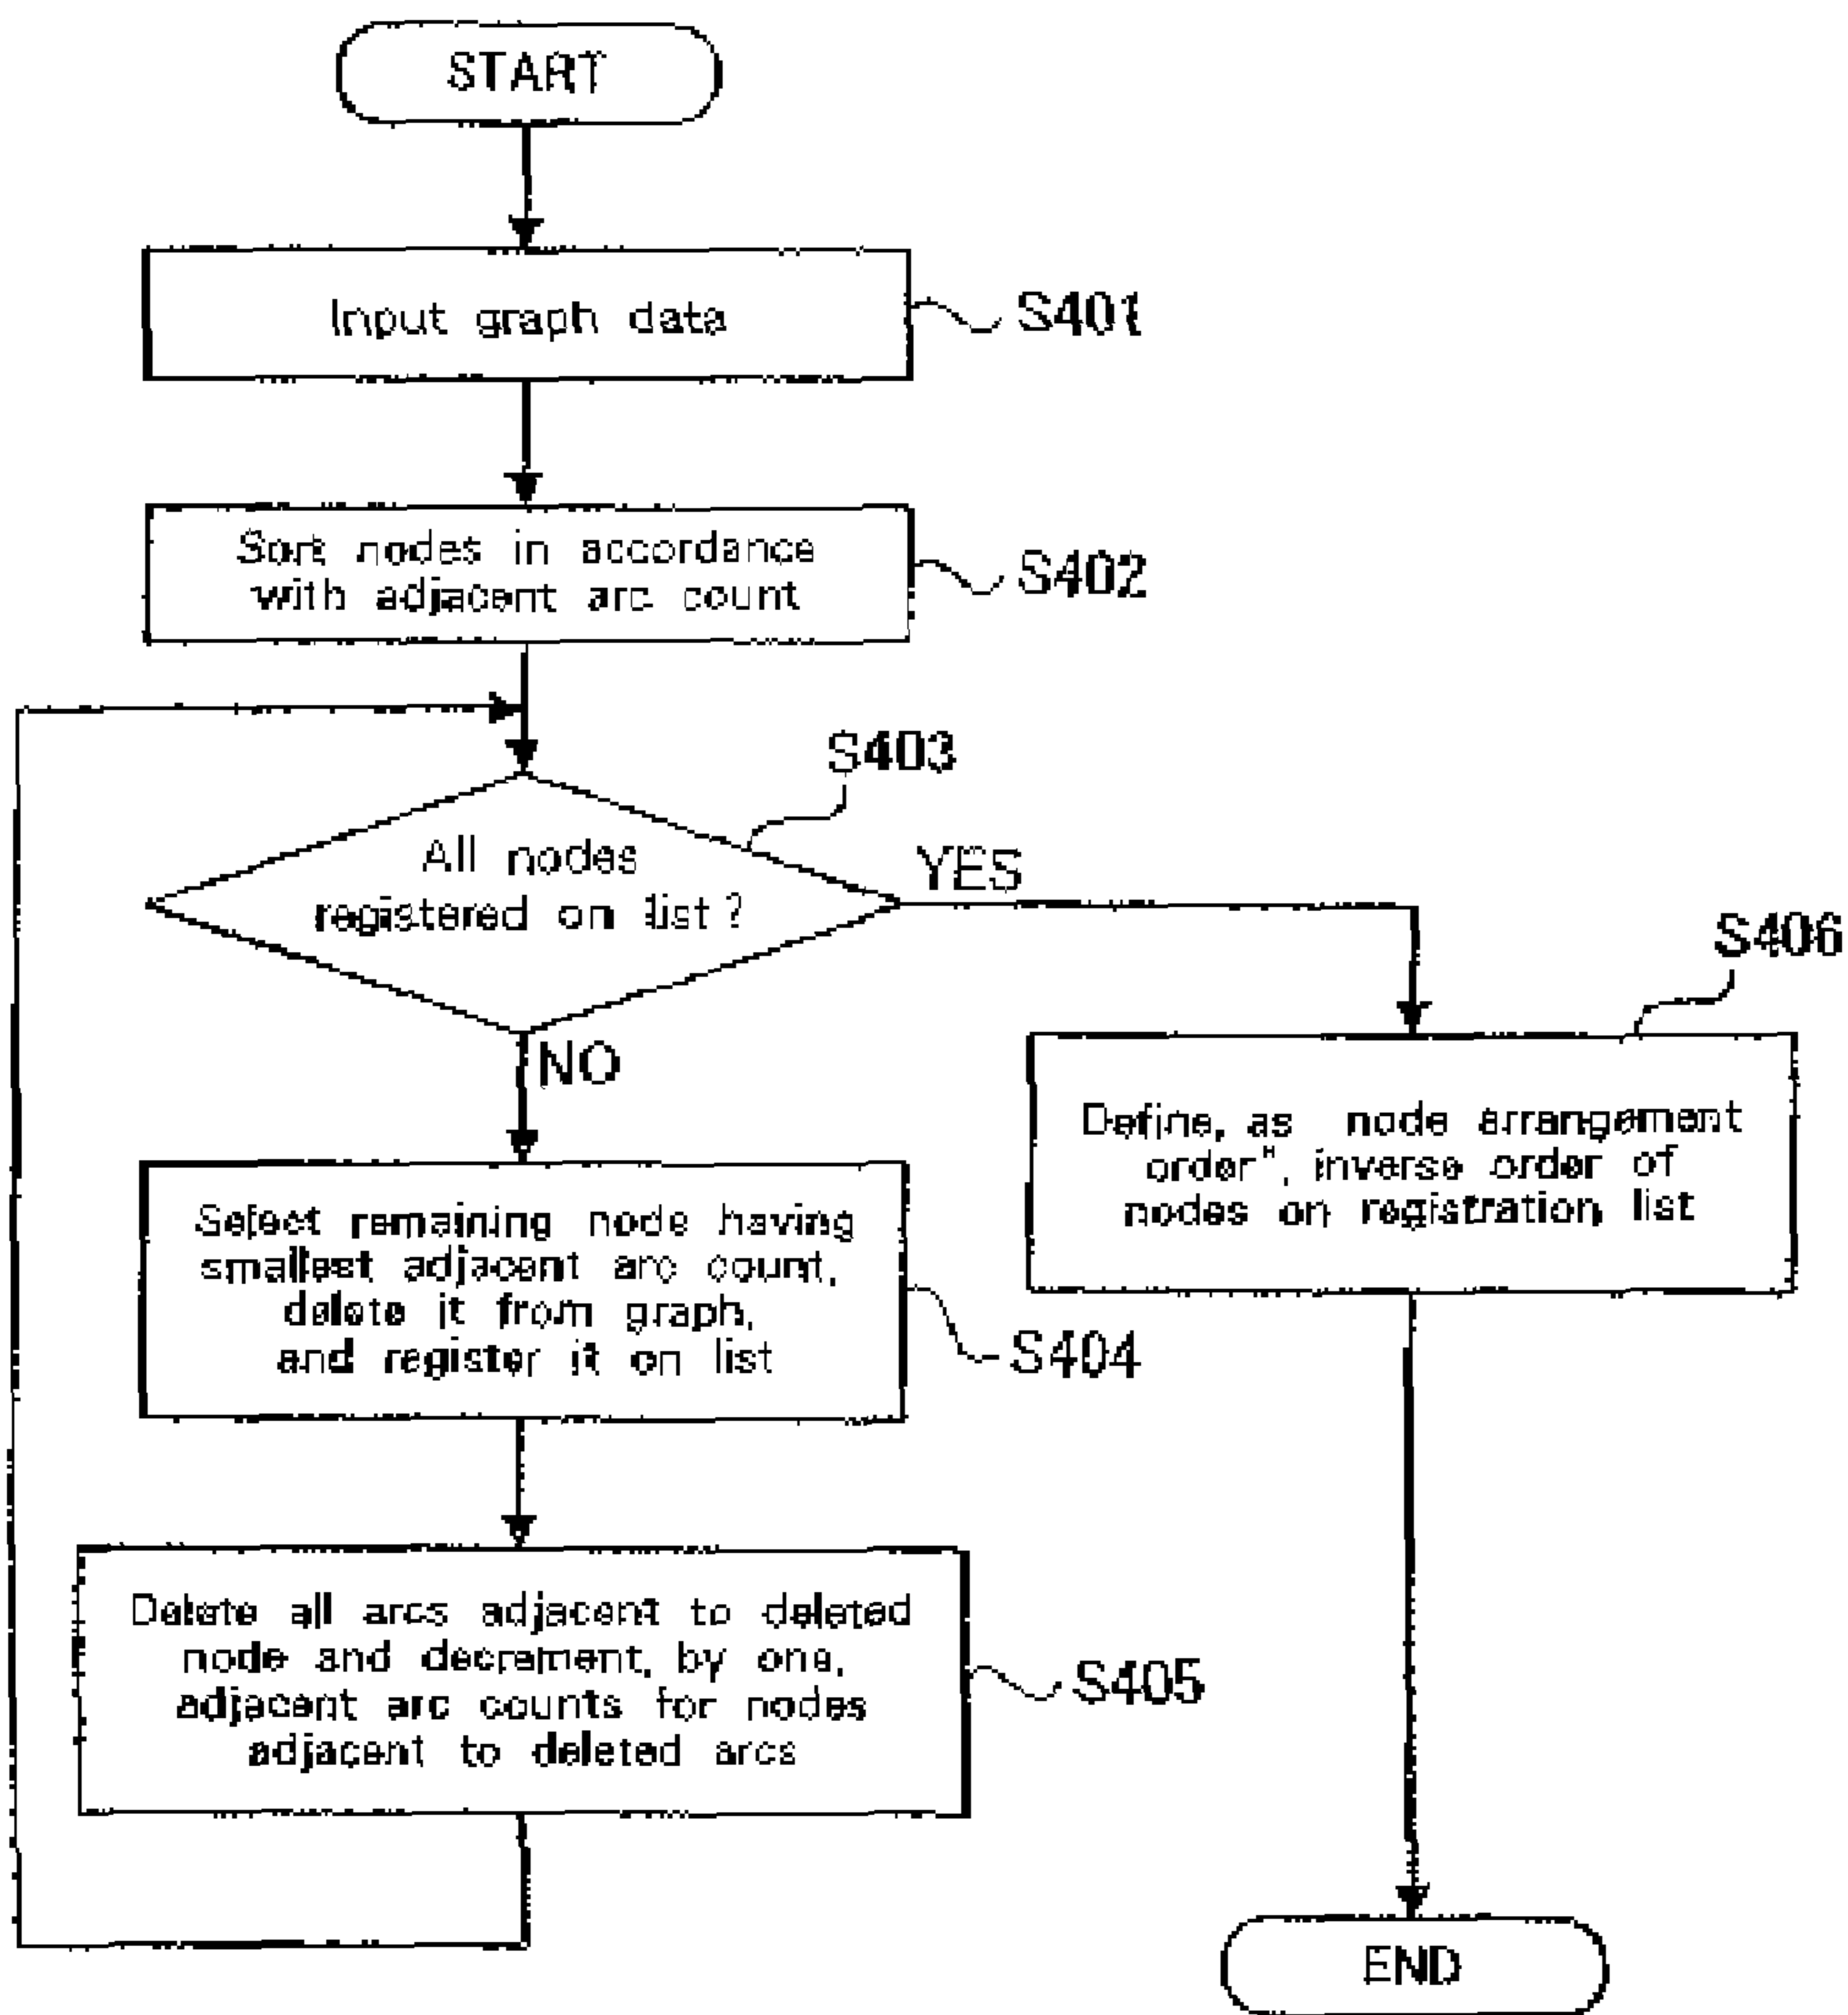 START
Input graph data
S401
Sort nodes in accordance
with adjacent arc count
S402
S403
All nodes
registered on list ?
YES
NO
S406
Define, as node arrangement
order", inverse order of
nodes on registration list
Select remaining node having
smallest adjacent arc count,
delete it from graph,
and register it on list
S404
Delete all arcs adjacent to deleted
node and decrement, by one,
adjacent arc counts for nodes
adjacent to deleted arcs
S405
END